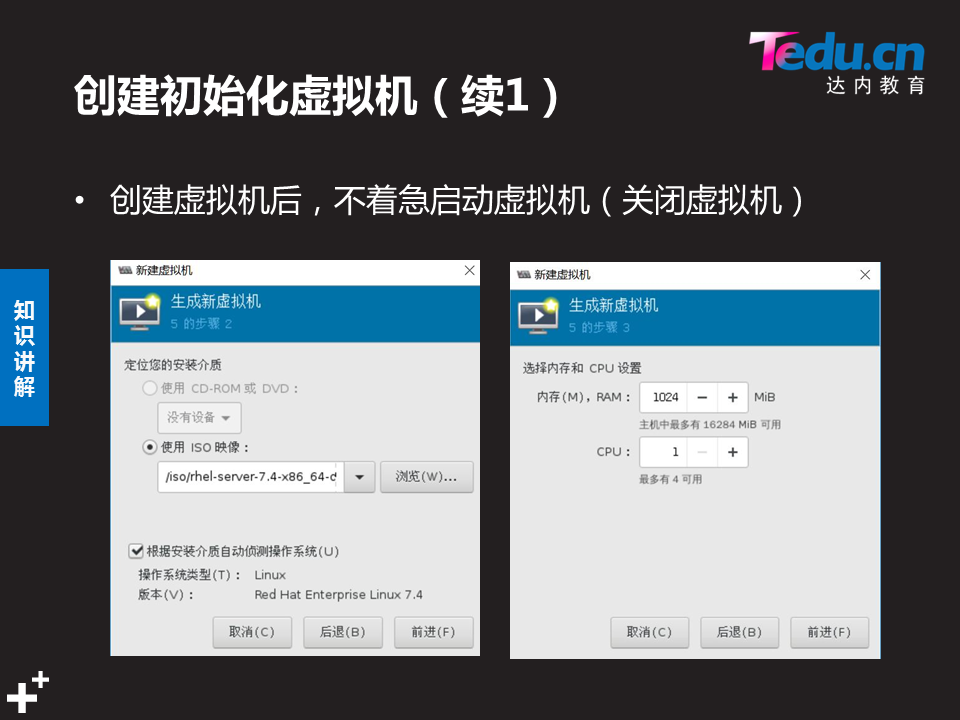 Tedu.cn
达内教育
创建初始化虚拟机（续1）
• 创建虚拟机后，不着急启动虚拟机（关闭虚拟机）
知识讲解
新建虚拟机
生成新虚拟机
5 的步骤 2
定位您的安装介质
使用 CD-ROM 或 DVD：
没有设备
使用 ISO 映像：
/iso/rhel-server-7.4-x86_64-d
浏览(W)...
根据安装介质自动侦测操作系统(U)
操作系统类型(T)： Linux
版本(V)： Red Hat Enterprise Linux 7.4
取消(C) 后退(B) 前进(F)
新建虚拟机
生成新虚拟机
5 的步骤 3
选择内存和 CPU 设置
内存(M)，RAM： 1024 − + MiB
主机中最多有 16284 MiB 可用
CPU： 1 − +
最多有 4 可用
取消(C) 后退(B) 前进(F)